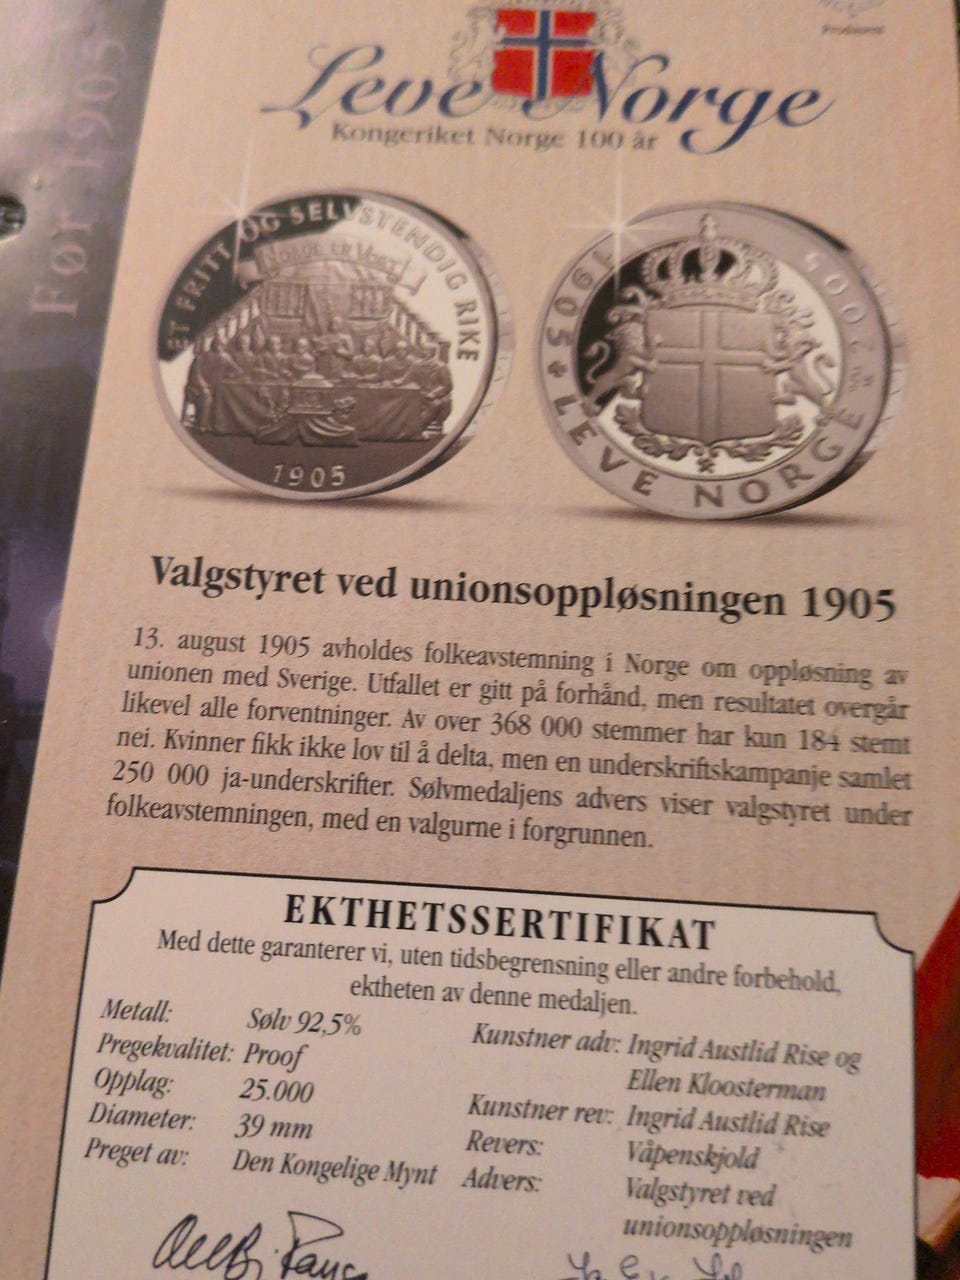 Før 1905
Produsent
Leve Norge
Kongeriket Norge 100 år
ET FRITT OG SELVSTENDIG RIKE
NORGE ER VORT
1905
1905 2005
LEVE NORGE
Valgstyret ved unionsoppløsningen 1905
13. august 1905 avholdes folkeavstemning i Norge om oppløsning av
unionen med Sverige. Utfallet er gitt på forhånd, men resultatet overgår
likevel alle forventninger. Av over 368 000 stemmer har kun 184 stemt
nei. Kvinner fikk ikke lov til å delta, men en underskriftskampanje samlet
250 000 ja-underskrifter. Sølvmedaljens advers viser valgstyret under
folkeavstemningen, med en valgurne i forgrunnen.
EKTHETSSERTIFIKAT
Med dette garanterer vi, uten tidsbegrensning eller andre forbehold,
ektheten av denne medaljen.
Metall: Sølv 92,5%
Pregekvalitet: Proof
Opplag: 25.000
Diameter: 39 mm
Preget av: Den Kongelige Mynt
Kunstner adv: Ingrid Austlid Rise og
Ellen Kloosterman
Kunstner rev: Ingrid Austlid Rise
Revers: Våpenskjold
Advers: Valgstyret ved
unionsoppløsningen